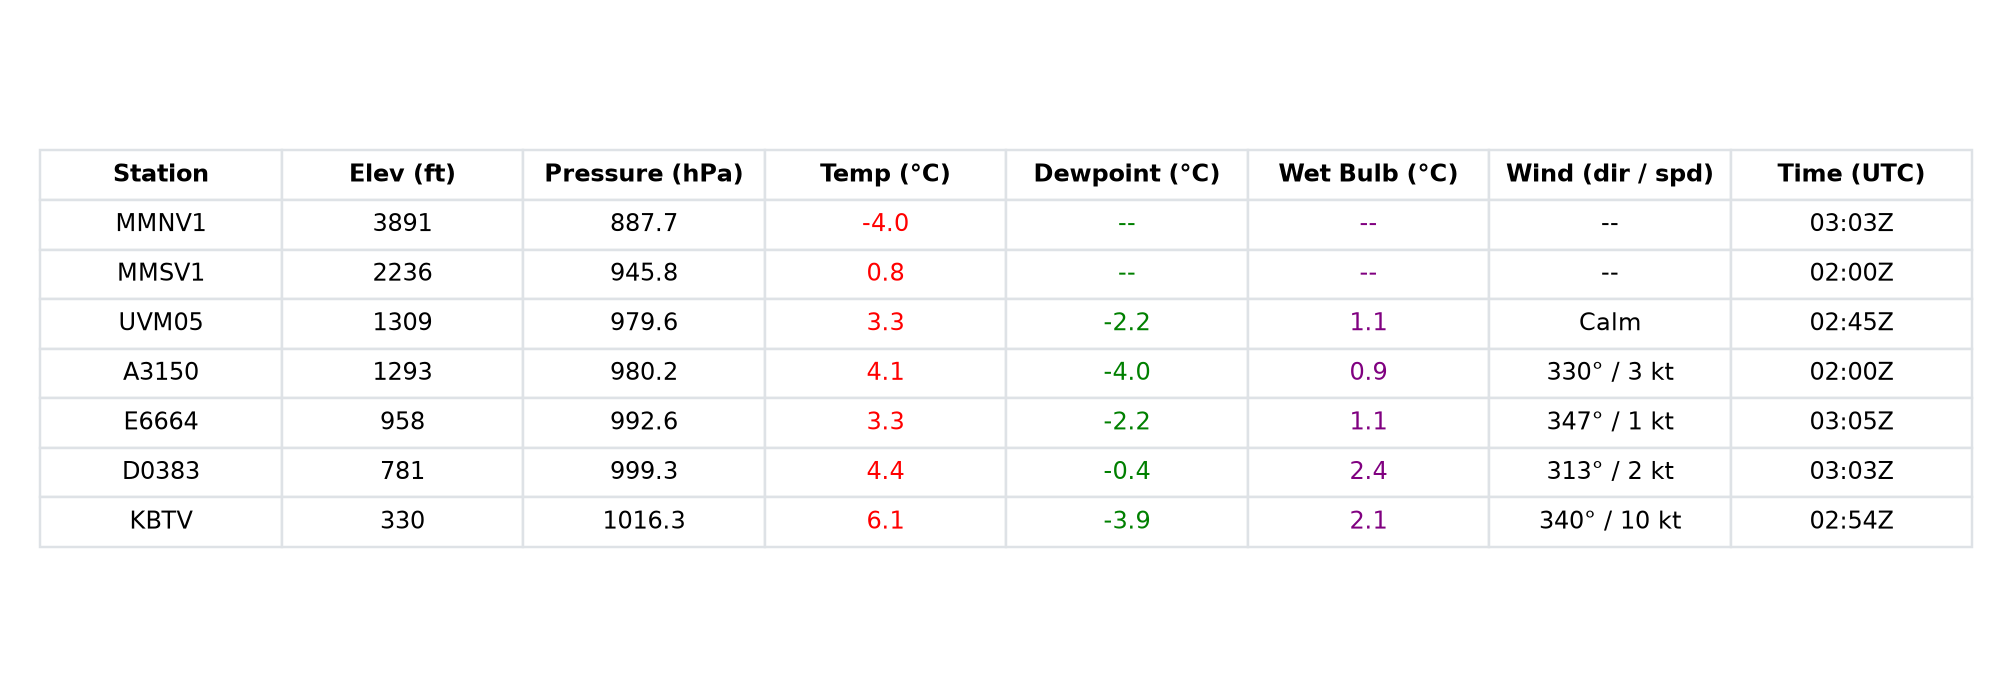 Station Elev (ft) Pressure (hPa) Temp (°C) Dewpoint (°C) Wet Bulb (°C) Wind (dir / spd) Time (UTC)
MMNV1 3891 887.7 -4.0 -- -- -- 03:03Z
MMSV1 2236 945.8 0.8 -- -- -- 02:00Z
UVM05 1309 979.6 3.3 -2.2 1.1 Calm 02:45Z
A3150 1293 980.2 4.1 -4.0 0.9 330° / 3 kt 02:00Z
E6664 958 992.6 3.3 -2.2 1.1 347° / 1 kt 03:05Z
D0383 781 999.3 4.4 -0.4 2.4 313° / 2 kt 03:03Z
KBTV 330 1016.3 6.1 -3.9 2.1 340° / 10 kt 02:54Z